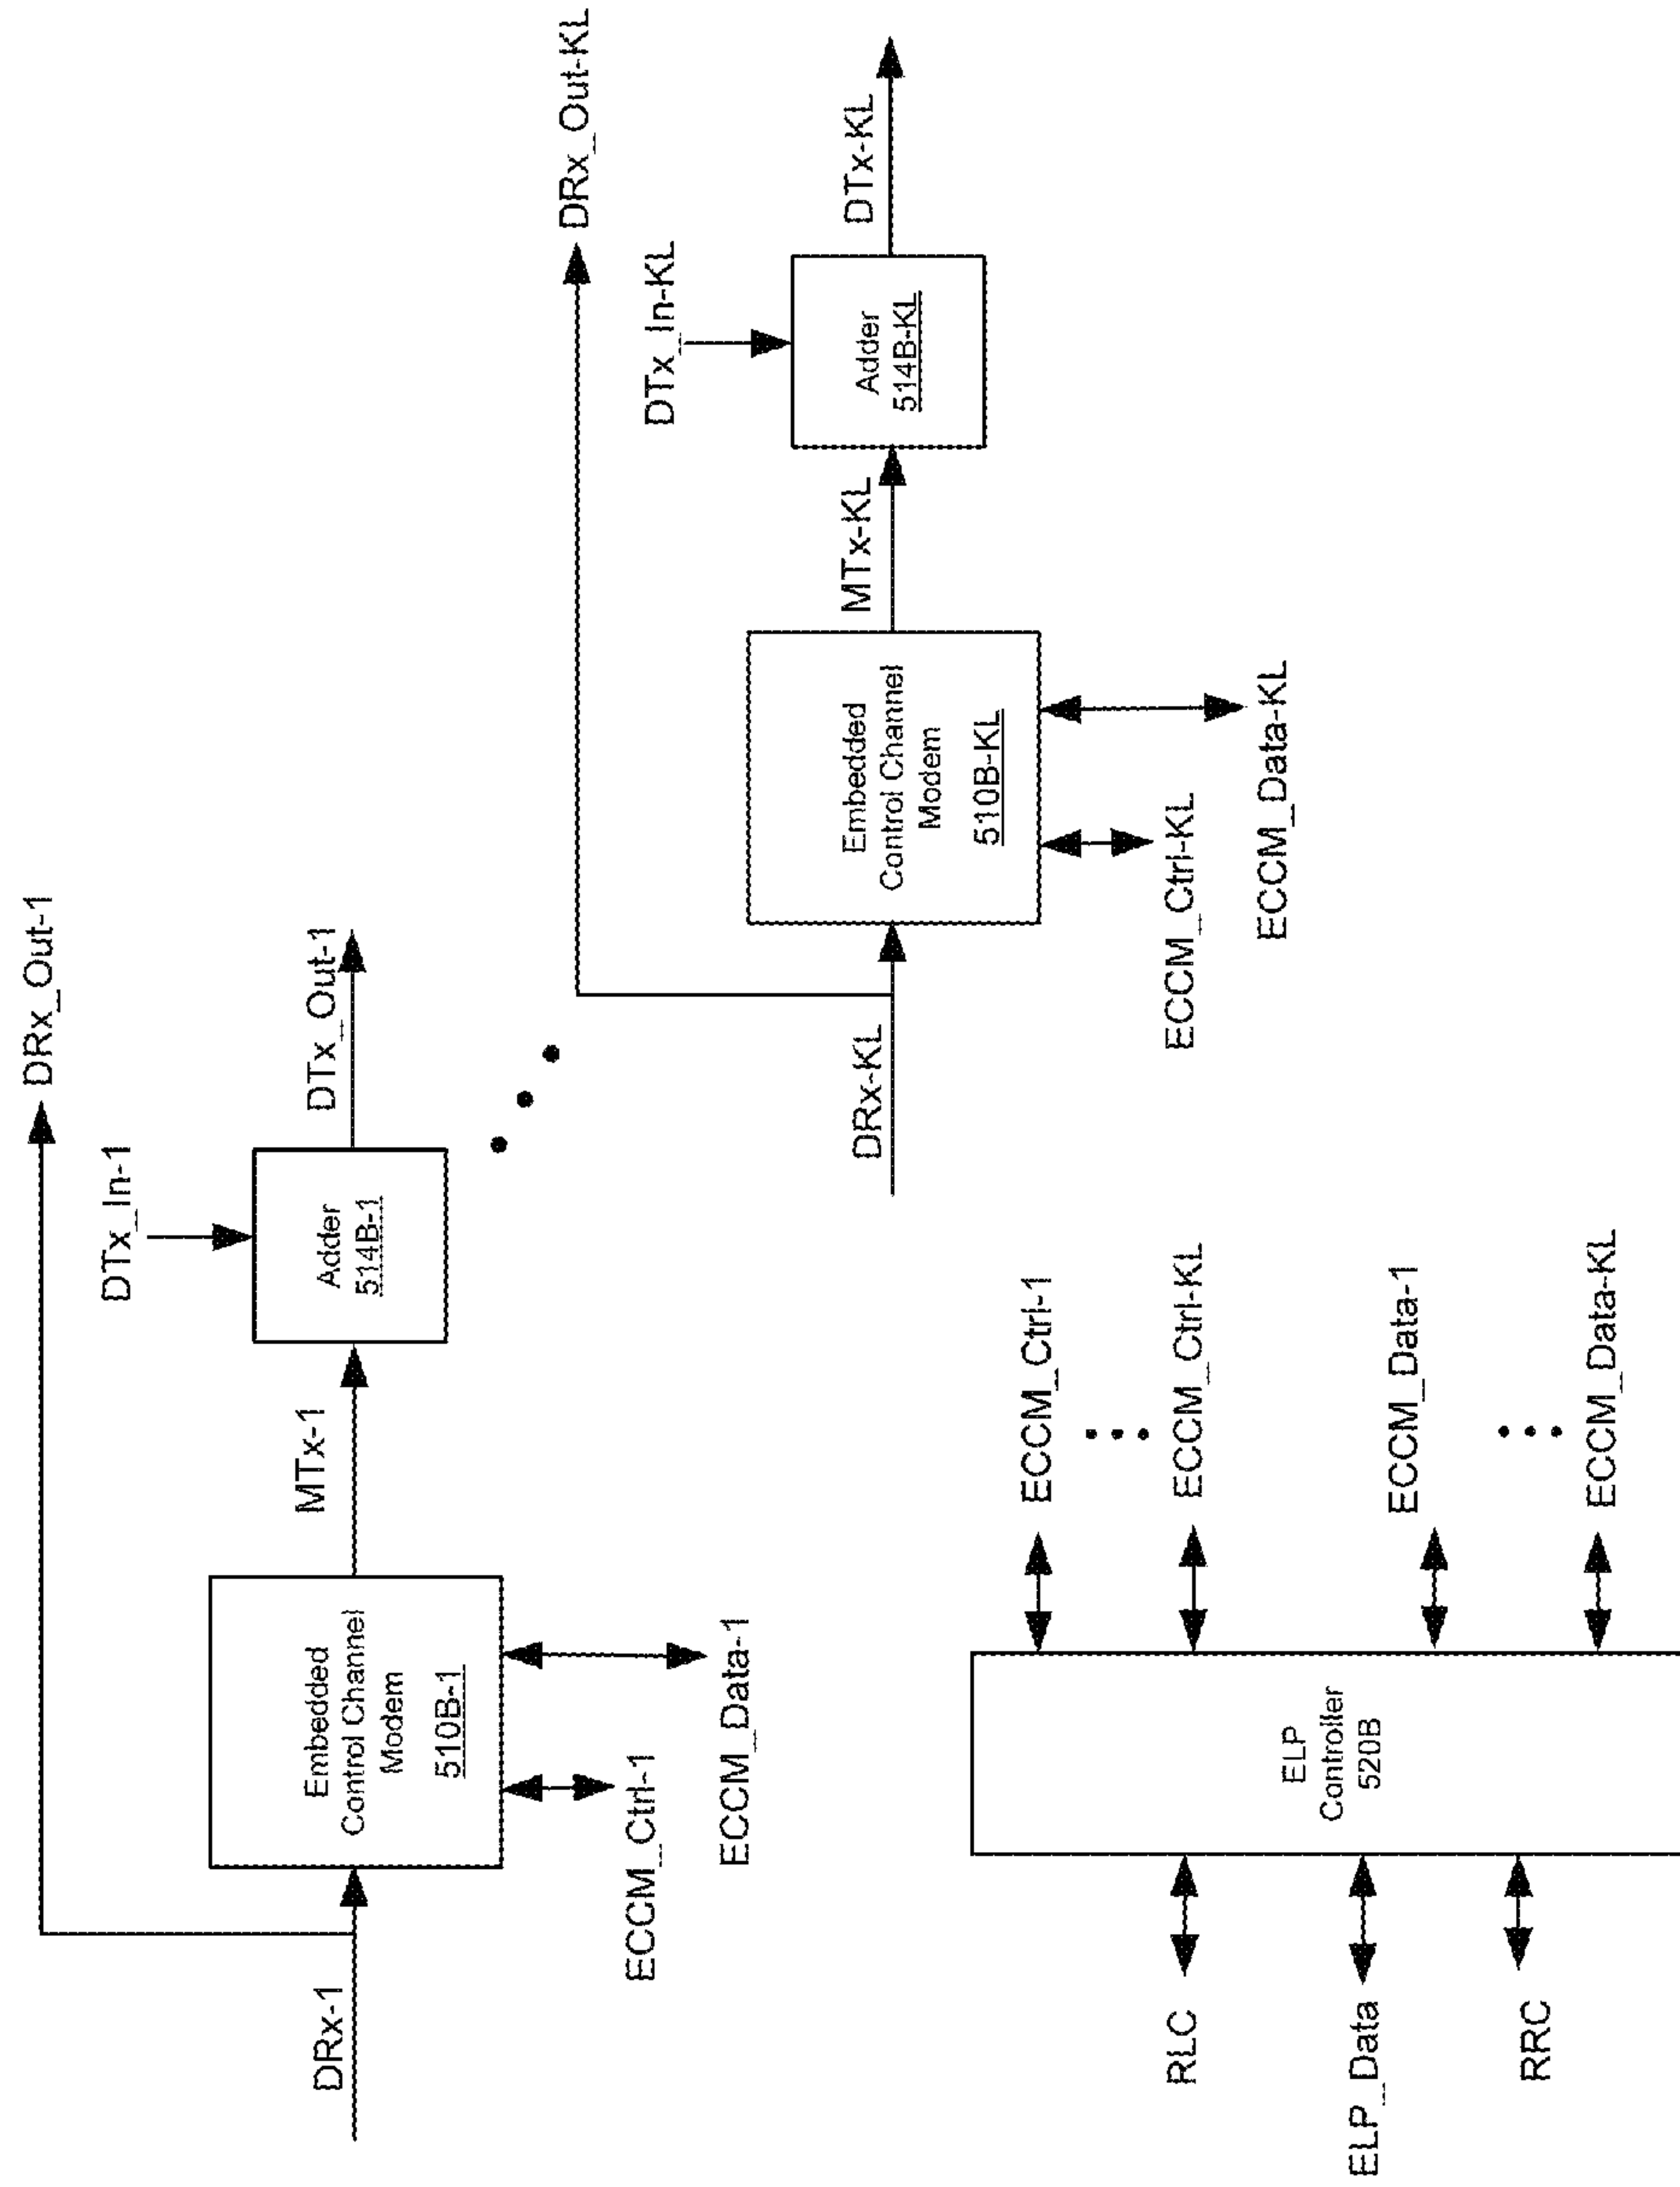 DRx_Out-1
DTx_In-1
DRx-1
Embedded
Control Channel
Modem
510B-1
MTx-1
Adder
514B-1
DTx_Out-1
ECCM_Ctrl-1
ECCM_Data-1
DRx_Out-KL
DTx_In-KL
DRx-KL
Embedded
Control Channel
Modem
510B-KL
MTx-KL
Adder
514B-KL
DTx-KL
ECCM_Ctrl-KL
ECCM_Data-KL
RLC
ELP_Data
RRC
ELP
Controller
520B
ECCM_Ctrl-1
ECCM_Ctrl-KL
ECCM_Data-1
ECCM_Data-KL